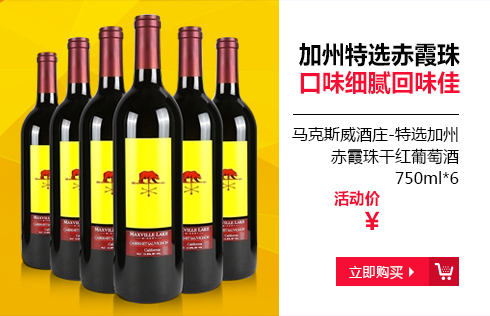 加州特选赤霞珠
口味细腻回味佳
马克斯威酒庄-特选加州
赤霞珠干红葡萄酒
750ml*6
活动价
¥
立即购买
MAXVILLE LAKE
CABERNET SAUVIGNON
California